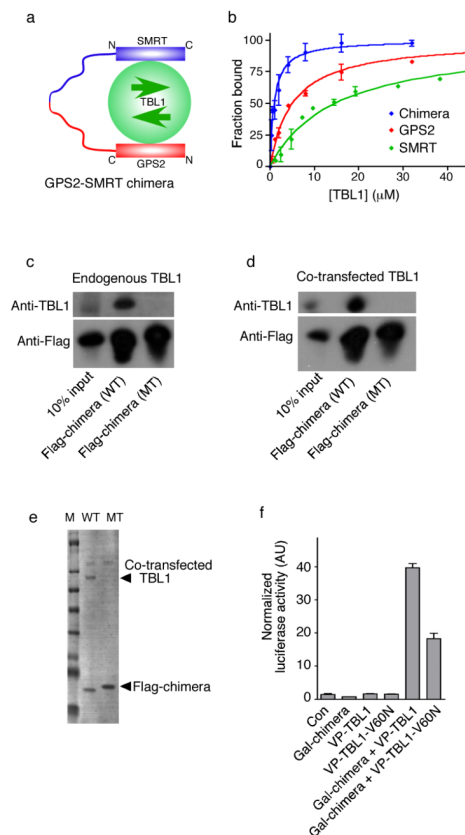 a
N SMRT C
TBL1
C GPS2 N
GPS2-SMRT chimera
b
Fraction bound
100
75
50
25
0
0 10 20 30 40
[TBL1] (μM)
Chimera
GPS2
SMRT
c
Endogenous TBL1
Anti-TBL1
Anti-Flag
10% input
Flag-chimera (WT)
Flag-chimera (MT)
d
Co-transfected TBL1
Anti-TBL1
Anti-Flag
10% input
Flag-chimera (WT)
Flag-chimera (MT)
e
M WT MT
Co-transfected
TBL1
Flag-chimera
f
Normalized
luciferase activity (AU)
40
20
0
Con
Gal-chimera
VP-TBL1
VP-TBL1-V60N
Gal-chimera + VP-TBL1
Gal-chimera + VP-TBL1-V60N